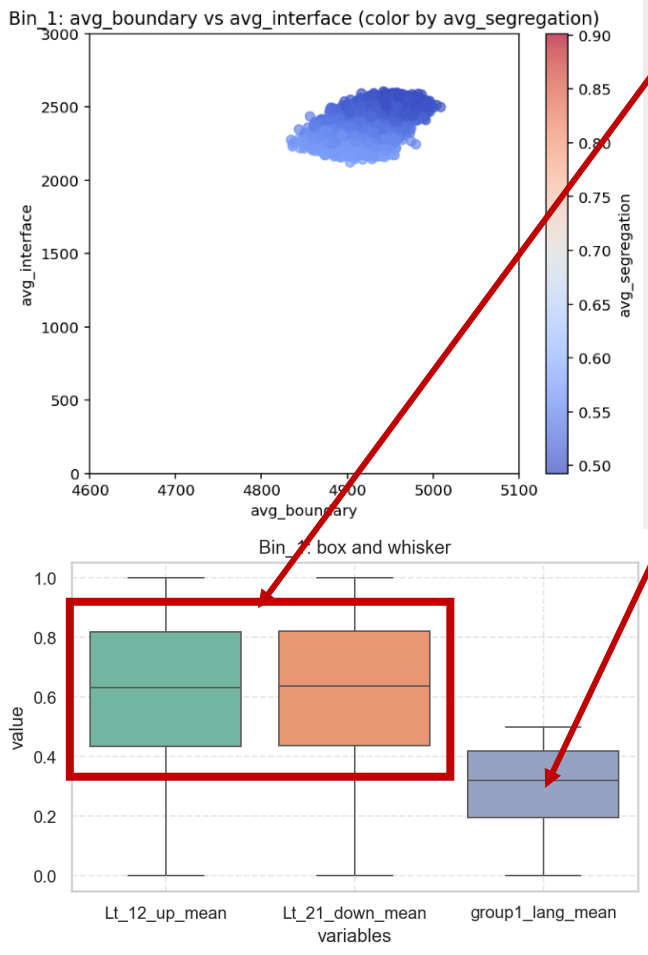 Bin_1: avg_boundary vs avg_interface (color by avg_segregation)
3000
2500
2000
1500
1000
500
0
avg_interface
4600 4700 4800 4900 5000 5100
avg_boundary
0.90
0.85
0.80
0.75
0.70
0.65
0.60
0.55
0.50
avg_segregation
Bin_1: box and whisker
1.0
0.8
0.6
0.4
0.2
0.0
value
Lt_12_up_mean Lt_21_down_mean group1_lang_mean
variables